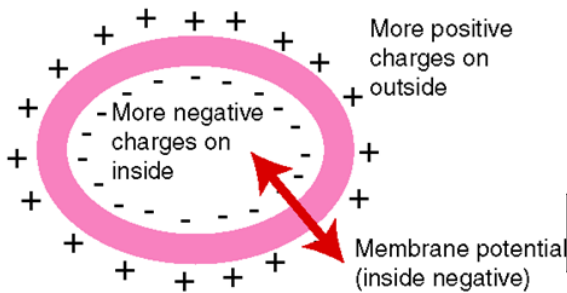 More positive
charges on
outside
More negative
charges on
inside
Membrane potential
(inside negative)